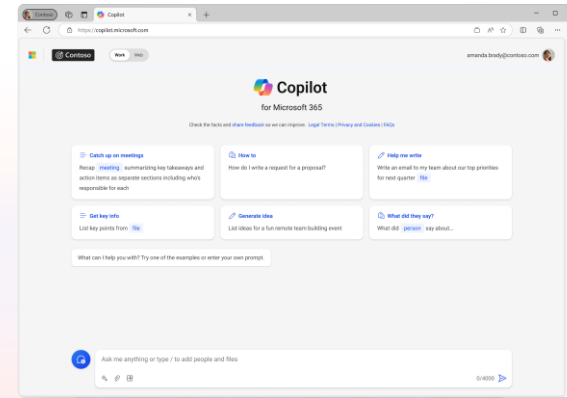 Contoso
Copilot
https://copilot.microsoft.com
Contoso
Work Web
amanda.brady@contoso.com
Copilot
for Microsoft 365
Check the facts and share feedback so we can improve. Legal Terms | Privacy and Cookies | FAQs
Catch up on meetings
Recap meeting summarizing key takeaways and
action items as separate sections including who's
responsible for each
How to
How do I write a request for a proposal?
Help me write
Write an email to my team about our top priorities
for next quarter file
Get key info
List key points from file
Generate idea
List ideas for a fun remote team building event
What did they say?
What did person say about...
What can I help you with? Try one of the examples or enter your own prompt.
Ask me anything or type / to add people and files
0/4000